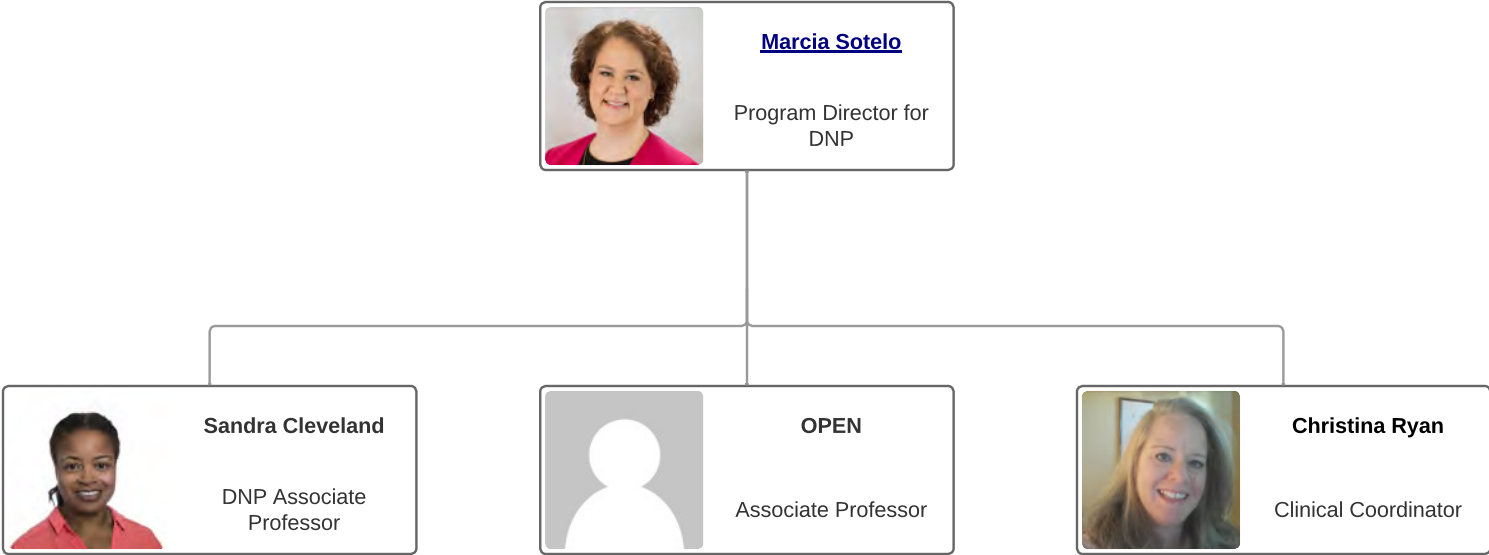 Marcia Sotelo
Program Director for
DNP
Sandra Cleveland
DNP Associate
Professor
OPEN
Associate Professor
Christina Ryan
Clinical Coordinator